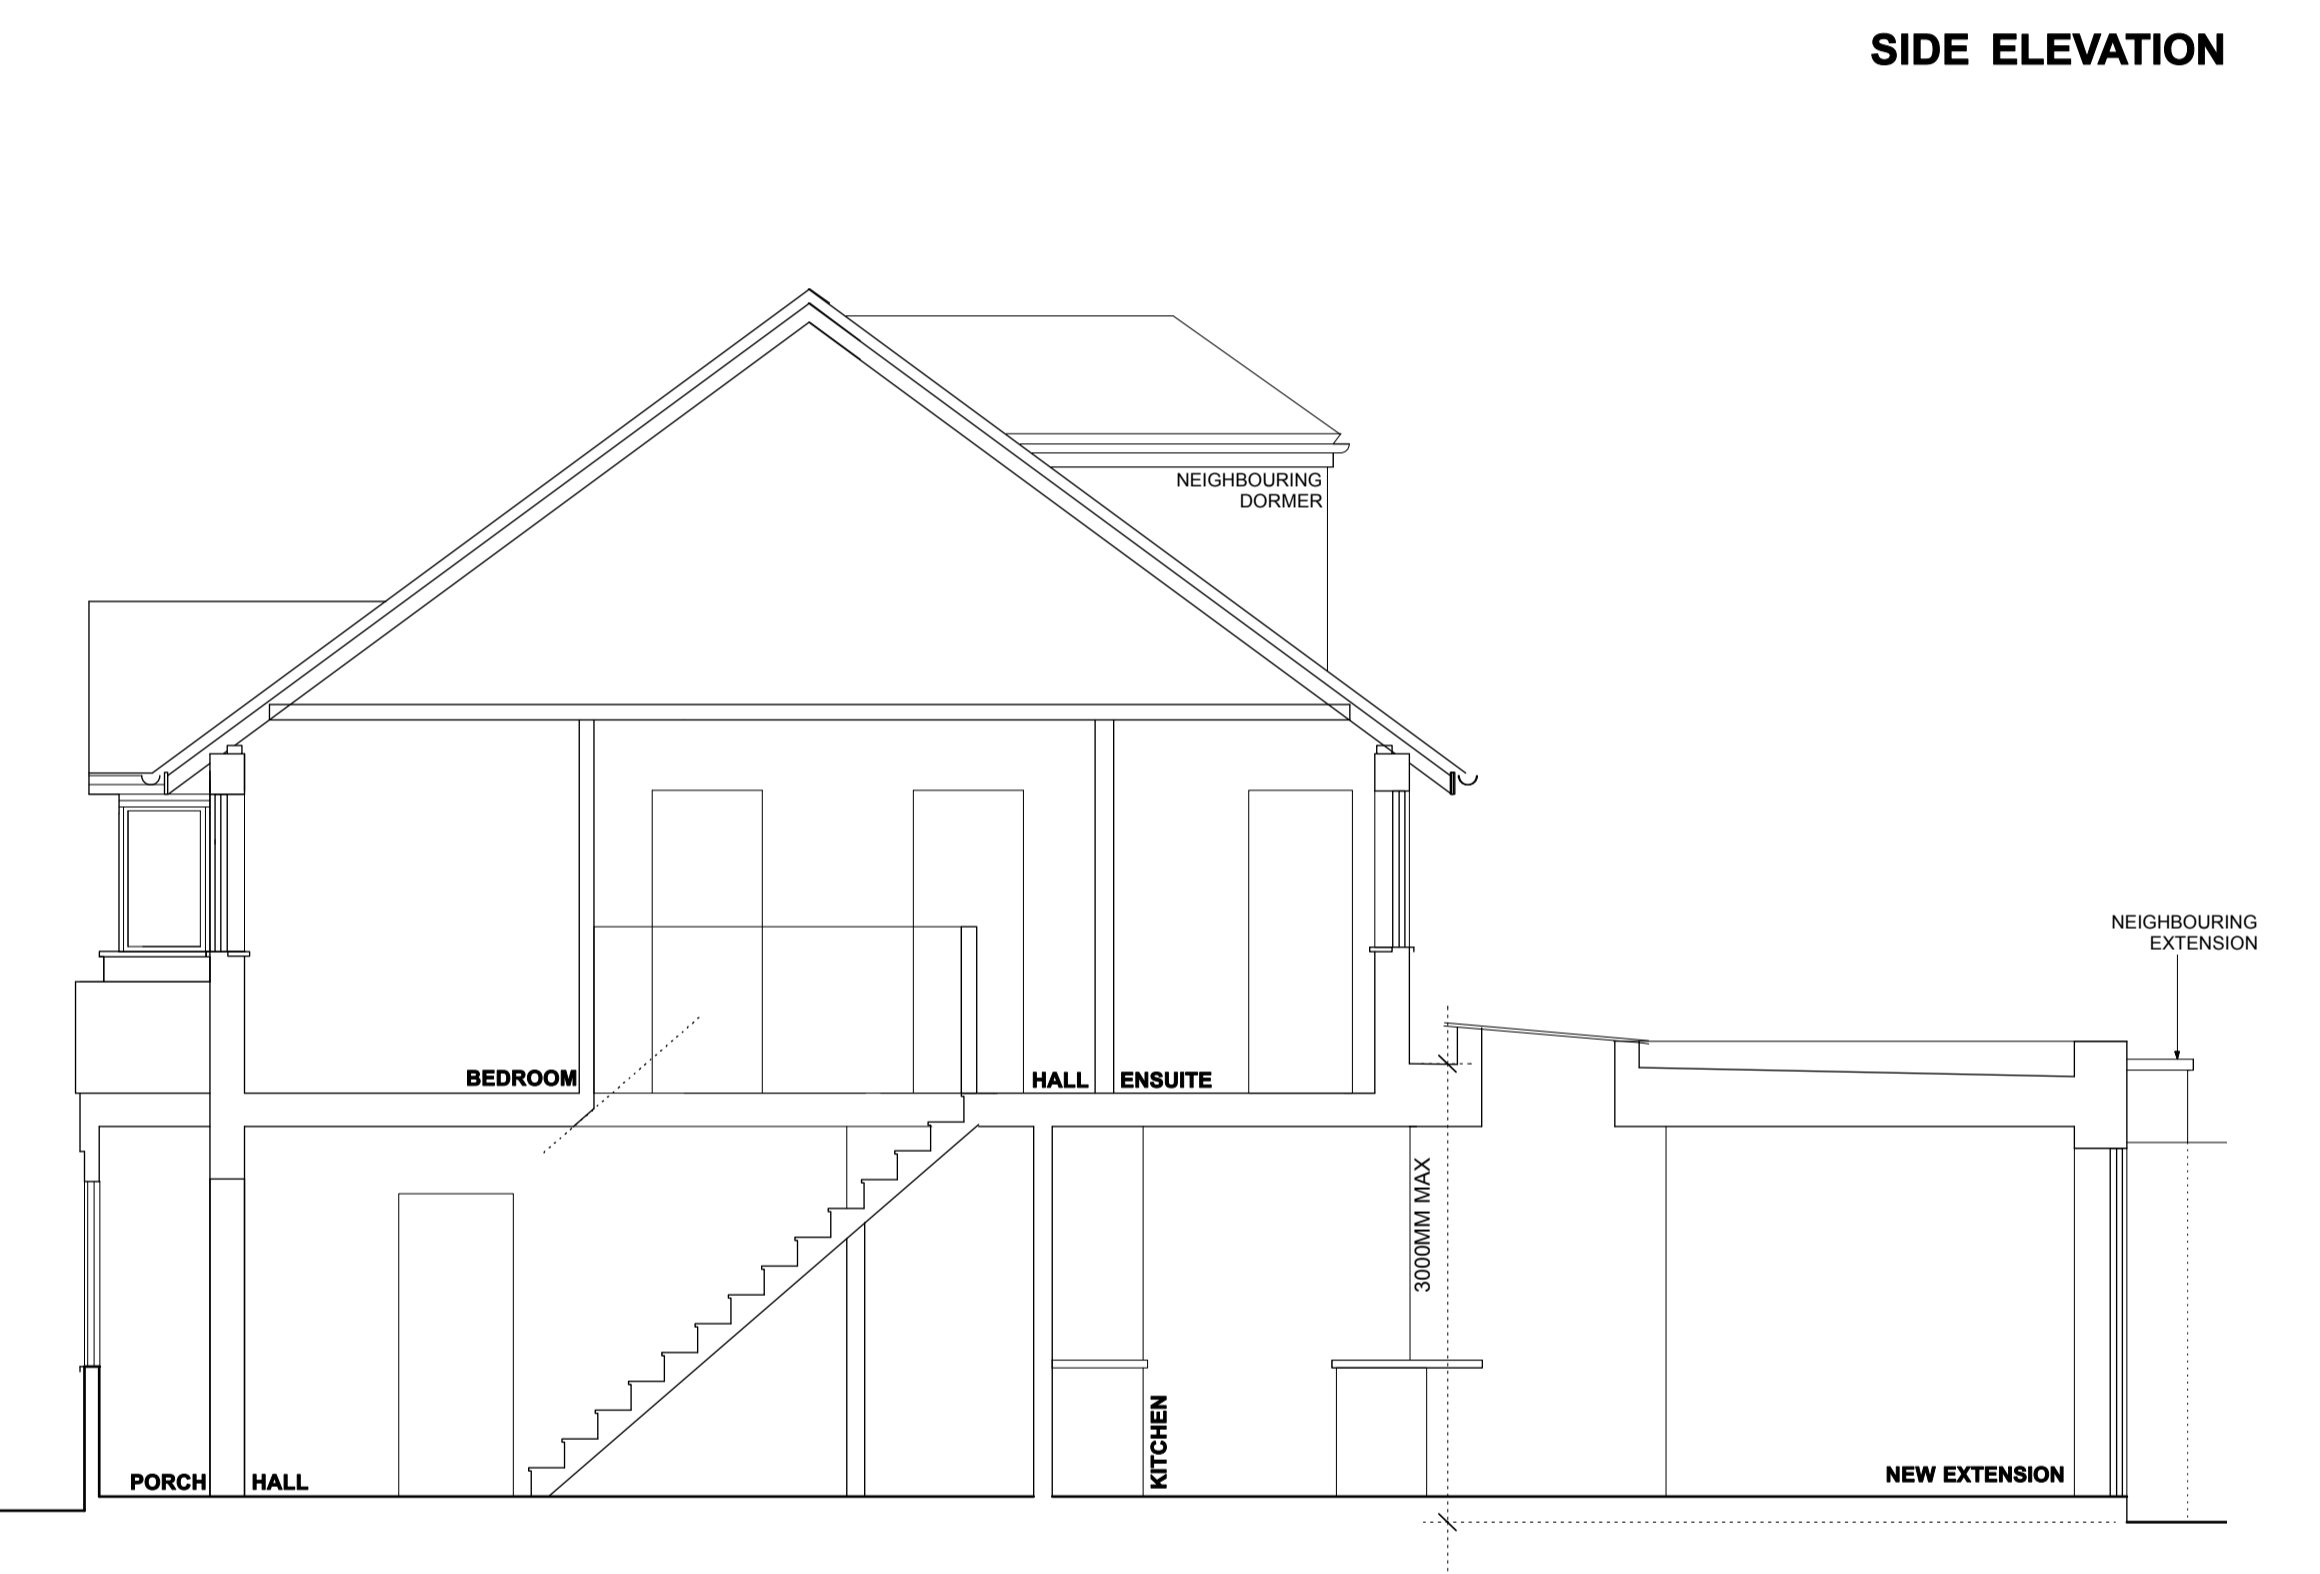 SIDE ELEVATION
NEIGHBOURING
DORMER
NEIGHBOURING
EXTENSION
BEDROOM
HALL
ENSUITE
3000MM MAX
KITCHEN
PORCH
HALL
NEW EXTENSION